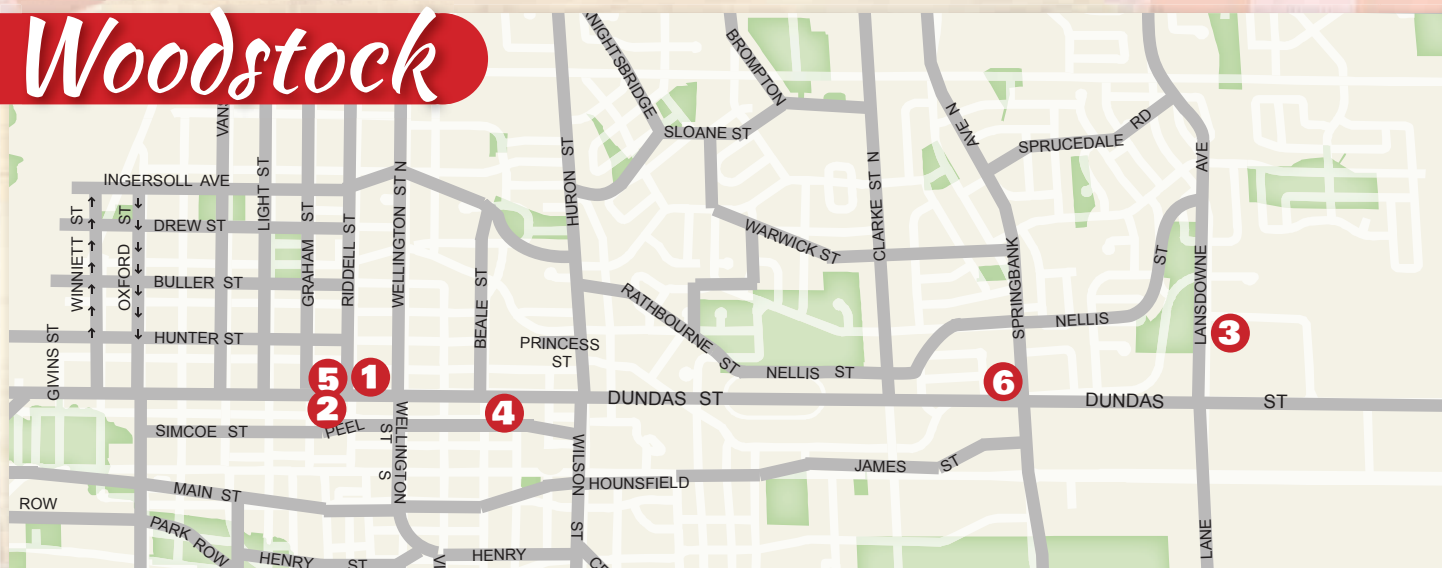 Woodstock
KNIGHTSBRIDGE
BROMPTON
SLOANE ST
HURON ST
CLARKE ST N
AVE N
SPRINGBANK
SPRUCEDALE RD
LANSDOWNE AVE
INGERSOLL AVE
LIGHT ST
WELLINGTON ST N
WINNIETT ST
OXFORD ST
DREW ST
GRAHAM ST
RIDDELL ST
WARWICK ST
BULLER ST
BEALE ST
RATHBOURNE ST
NELLIS ST
HUNTER ST
GIVINS ST
PRINCESS
ST
NELLIS ST
3
5
1
2
4
6
DUNDAS ST
DUNDAS ST
SIMCOE ST
PEEL
WELLINGTON
ST S
WILSON ST
HOUNSFIELD
JAMES ST
MAIN ST
ROW
PARK ROW
HENRY ST
HENRY
LANE